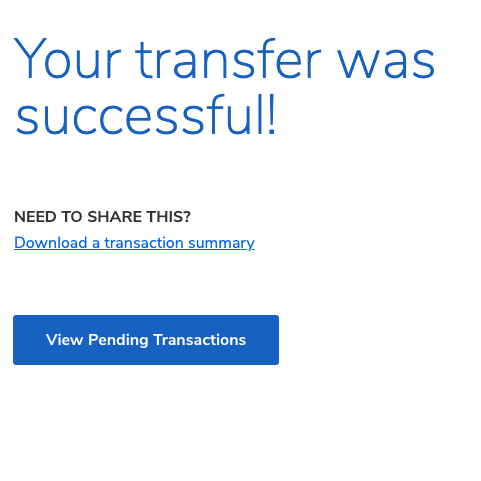 Your transfer was
successful!
NEED TO SHARE THIS?
Download a transaction summary
View Pending Transactions